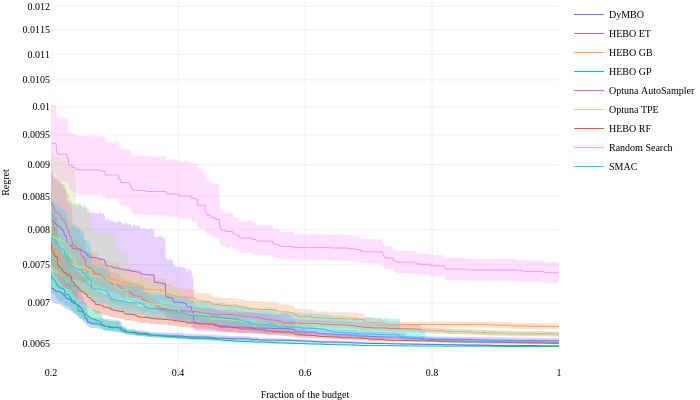 0.012
0.0115
0.011
0.0105
0.01
0.0095
0.009
0.0085
0.008
0.0075
0.007
0.0065
Regret
0.2
0.4
0.6
0.8
1
Fraction of the budget
DyMBO
HEBO ET
HEBO GB
HEBO GP
Optuna AutoSampler
Optuna TPE
HEBO RF
Random Search
SMAC